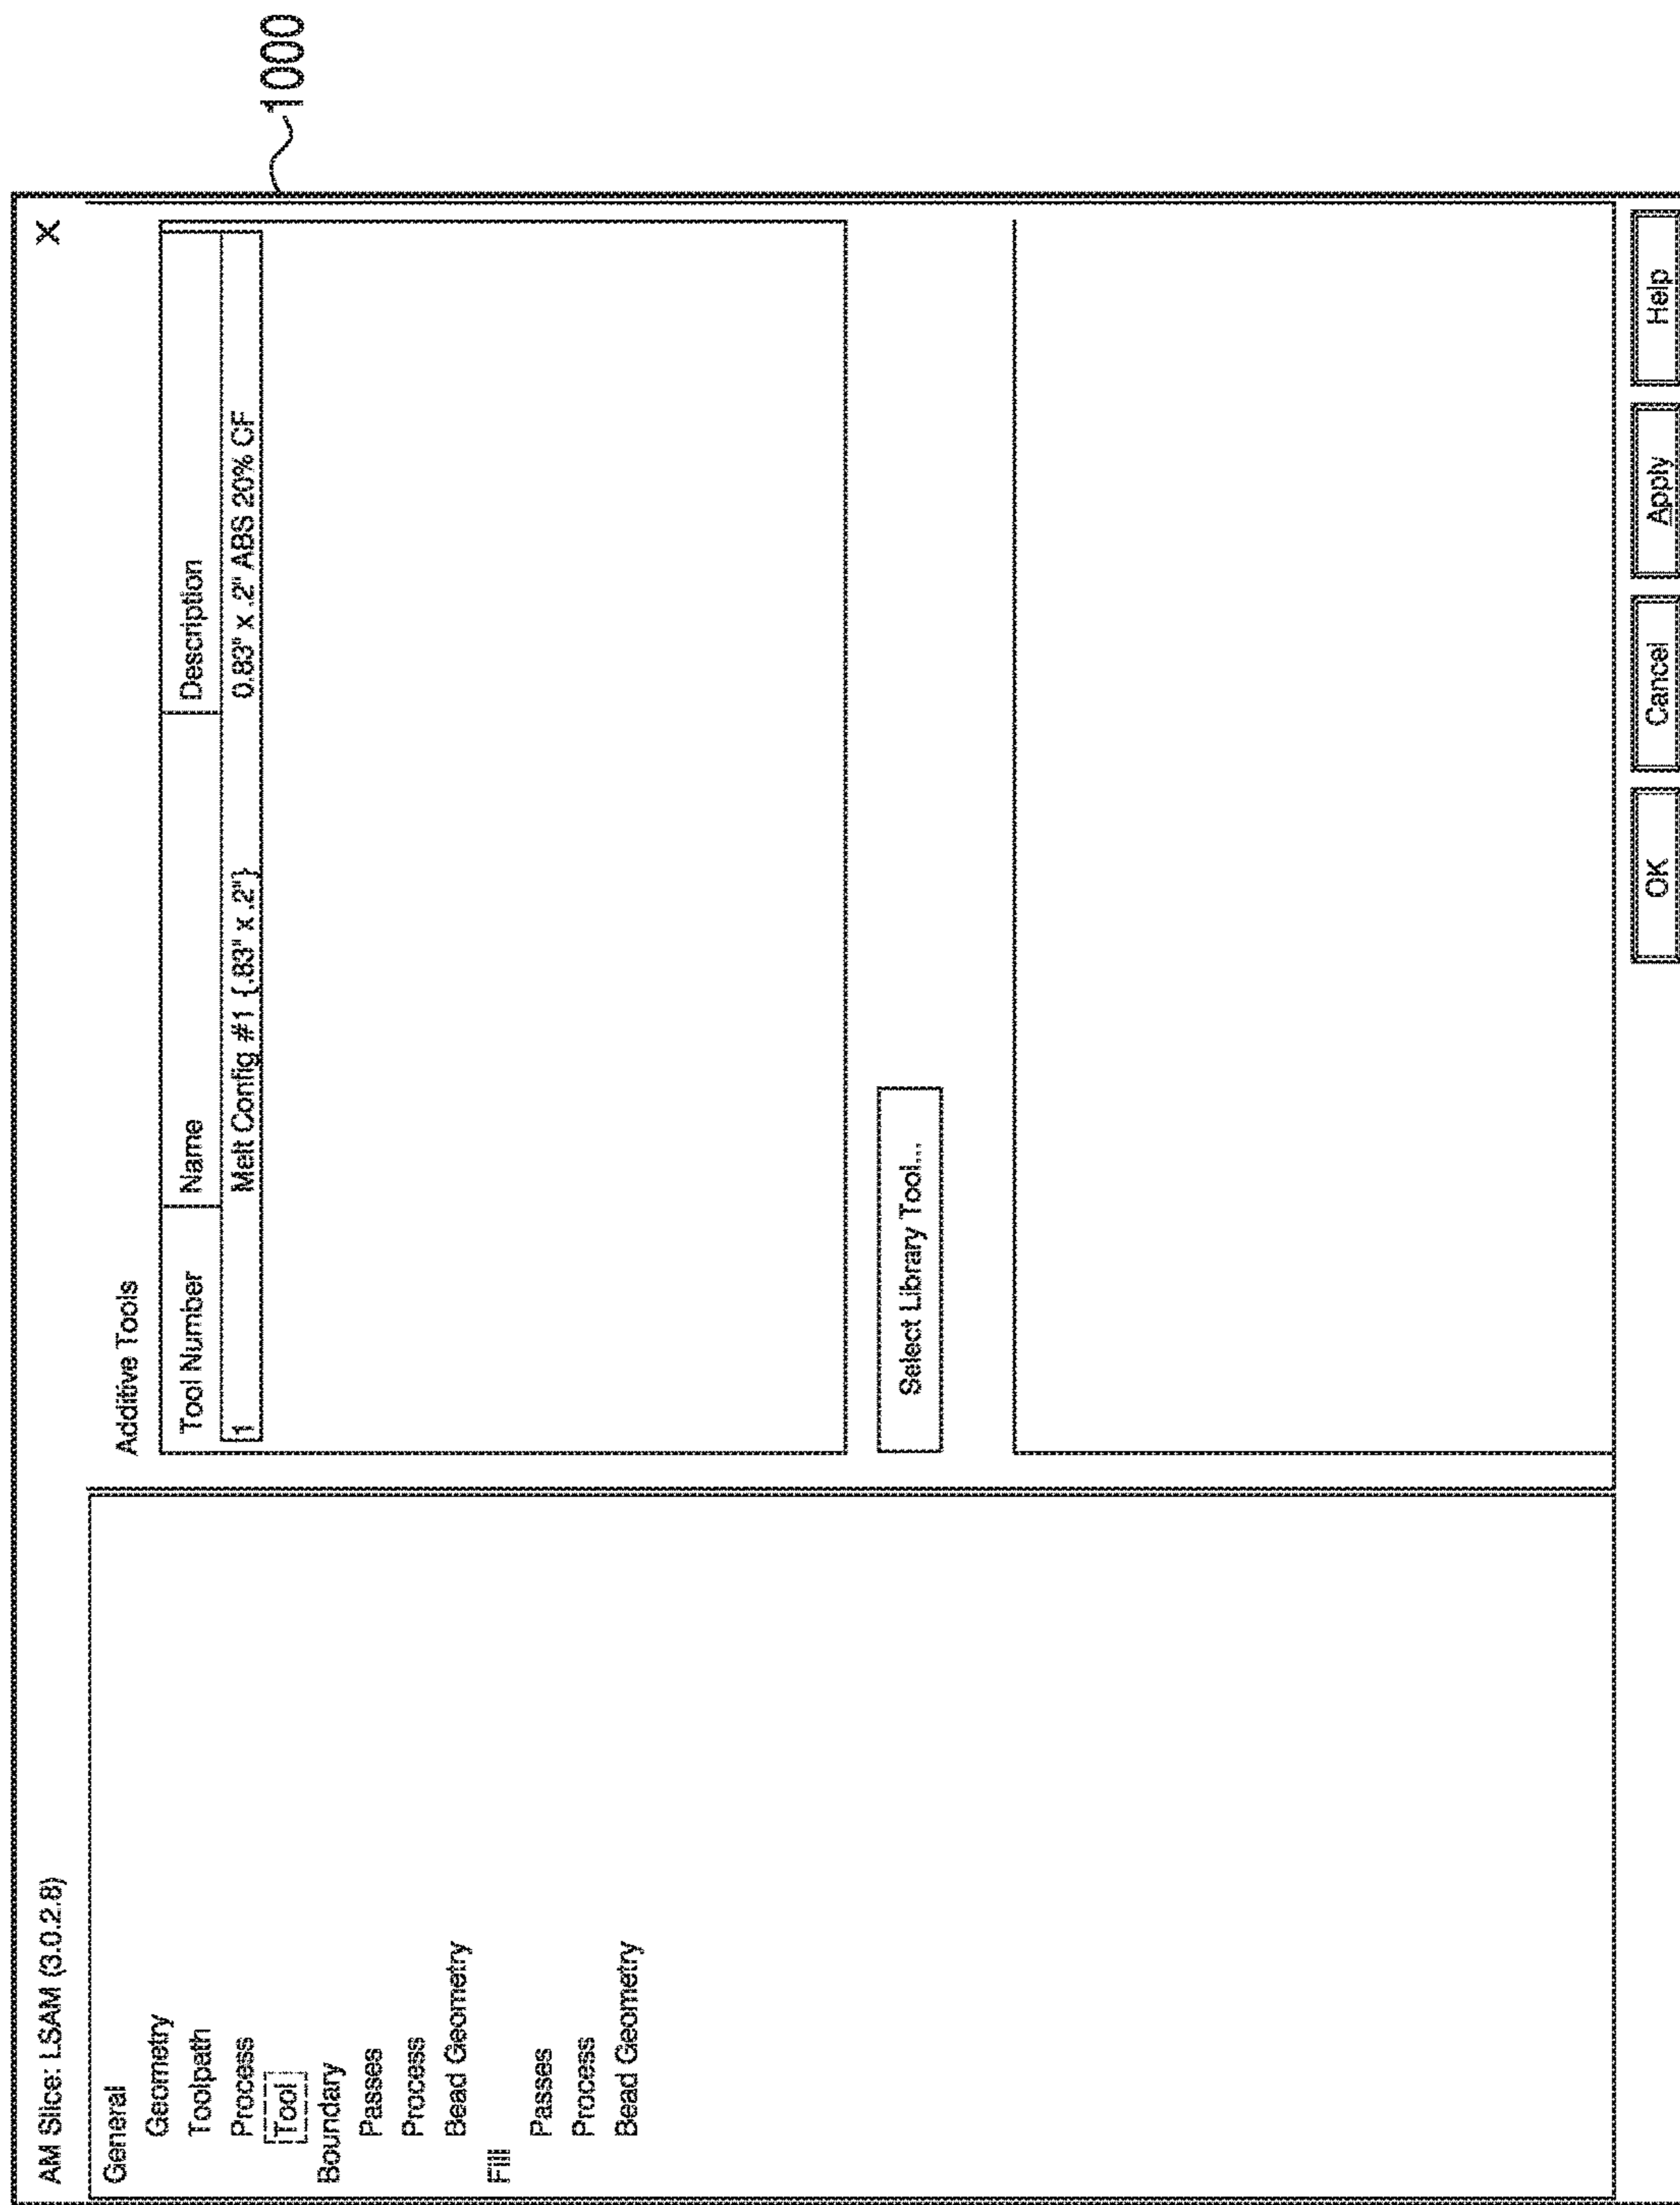 AM Slice: LSAM (3.0.2.8)
X
1000
General
Geometry
Toolpath
Process
Tool
Boundary
Passes
Process
Bead Geometry
Fill
Passes
Process
Bead Geometry
Additive Tools
Tool Number Name Description
1 Melt Config #1 {.83" x .2"} 0.83" x .2" ABS 20% CF
Select Library Tool...
OK Cancel Apply Help